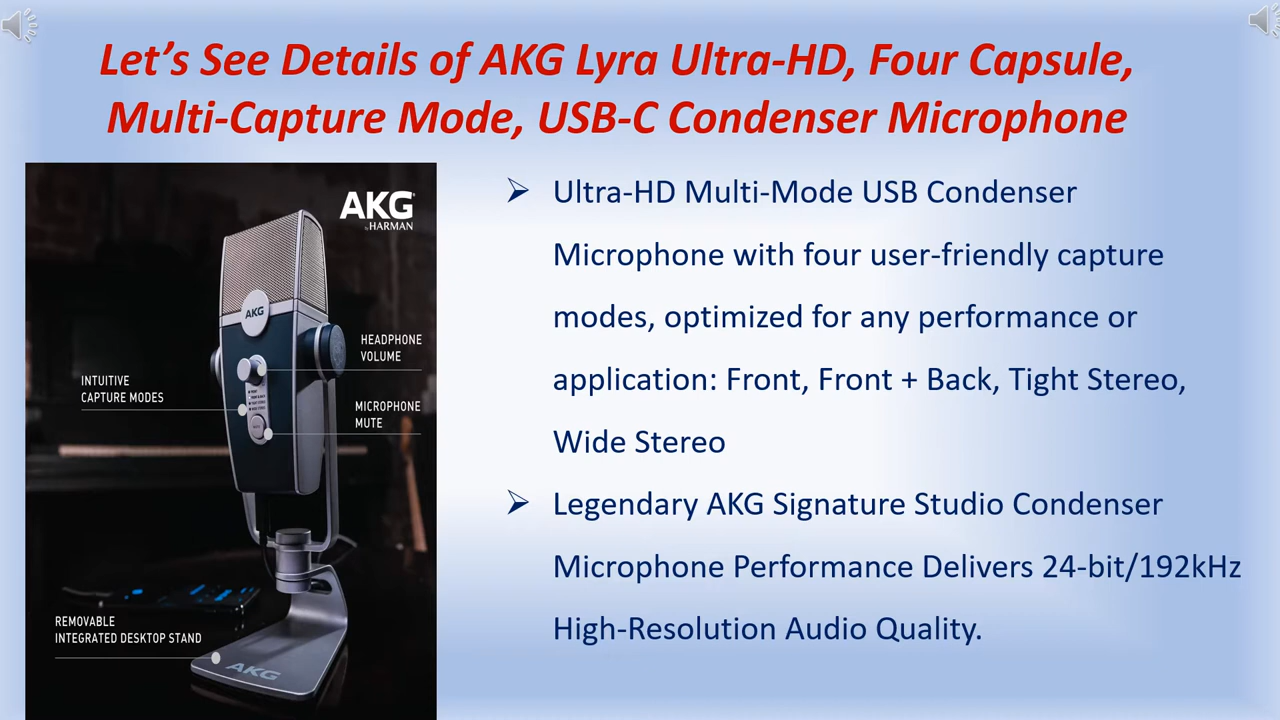 Let's See Details of AKG Lyra Ultra-HD, Four Capsule,
Multi-Capture Mode, USB-C Condenser Microphone
AKG
by HARMAN
AKG
HEADPHONE
VOLUME
INTUITIVE
CAPTURE MODES
MICROPHONE
MUTE
REMOVABLE
INTEGRATED DESKTOP STAND
AKG
➢ Ultra-HD Multi-Mode USB Condenser
Microphone with four user-friendly capture
modes, optimized for any performance or
application: Front, Front + Back, Tight Stereo,
Wide Stereo
➢ Legendary AKG Signature Studio Condenser
Microphone Performance Delivers 24-bit/192kHz
High-Resolution Audio Quality.